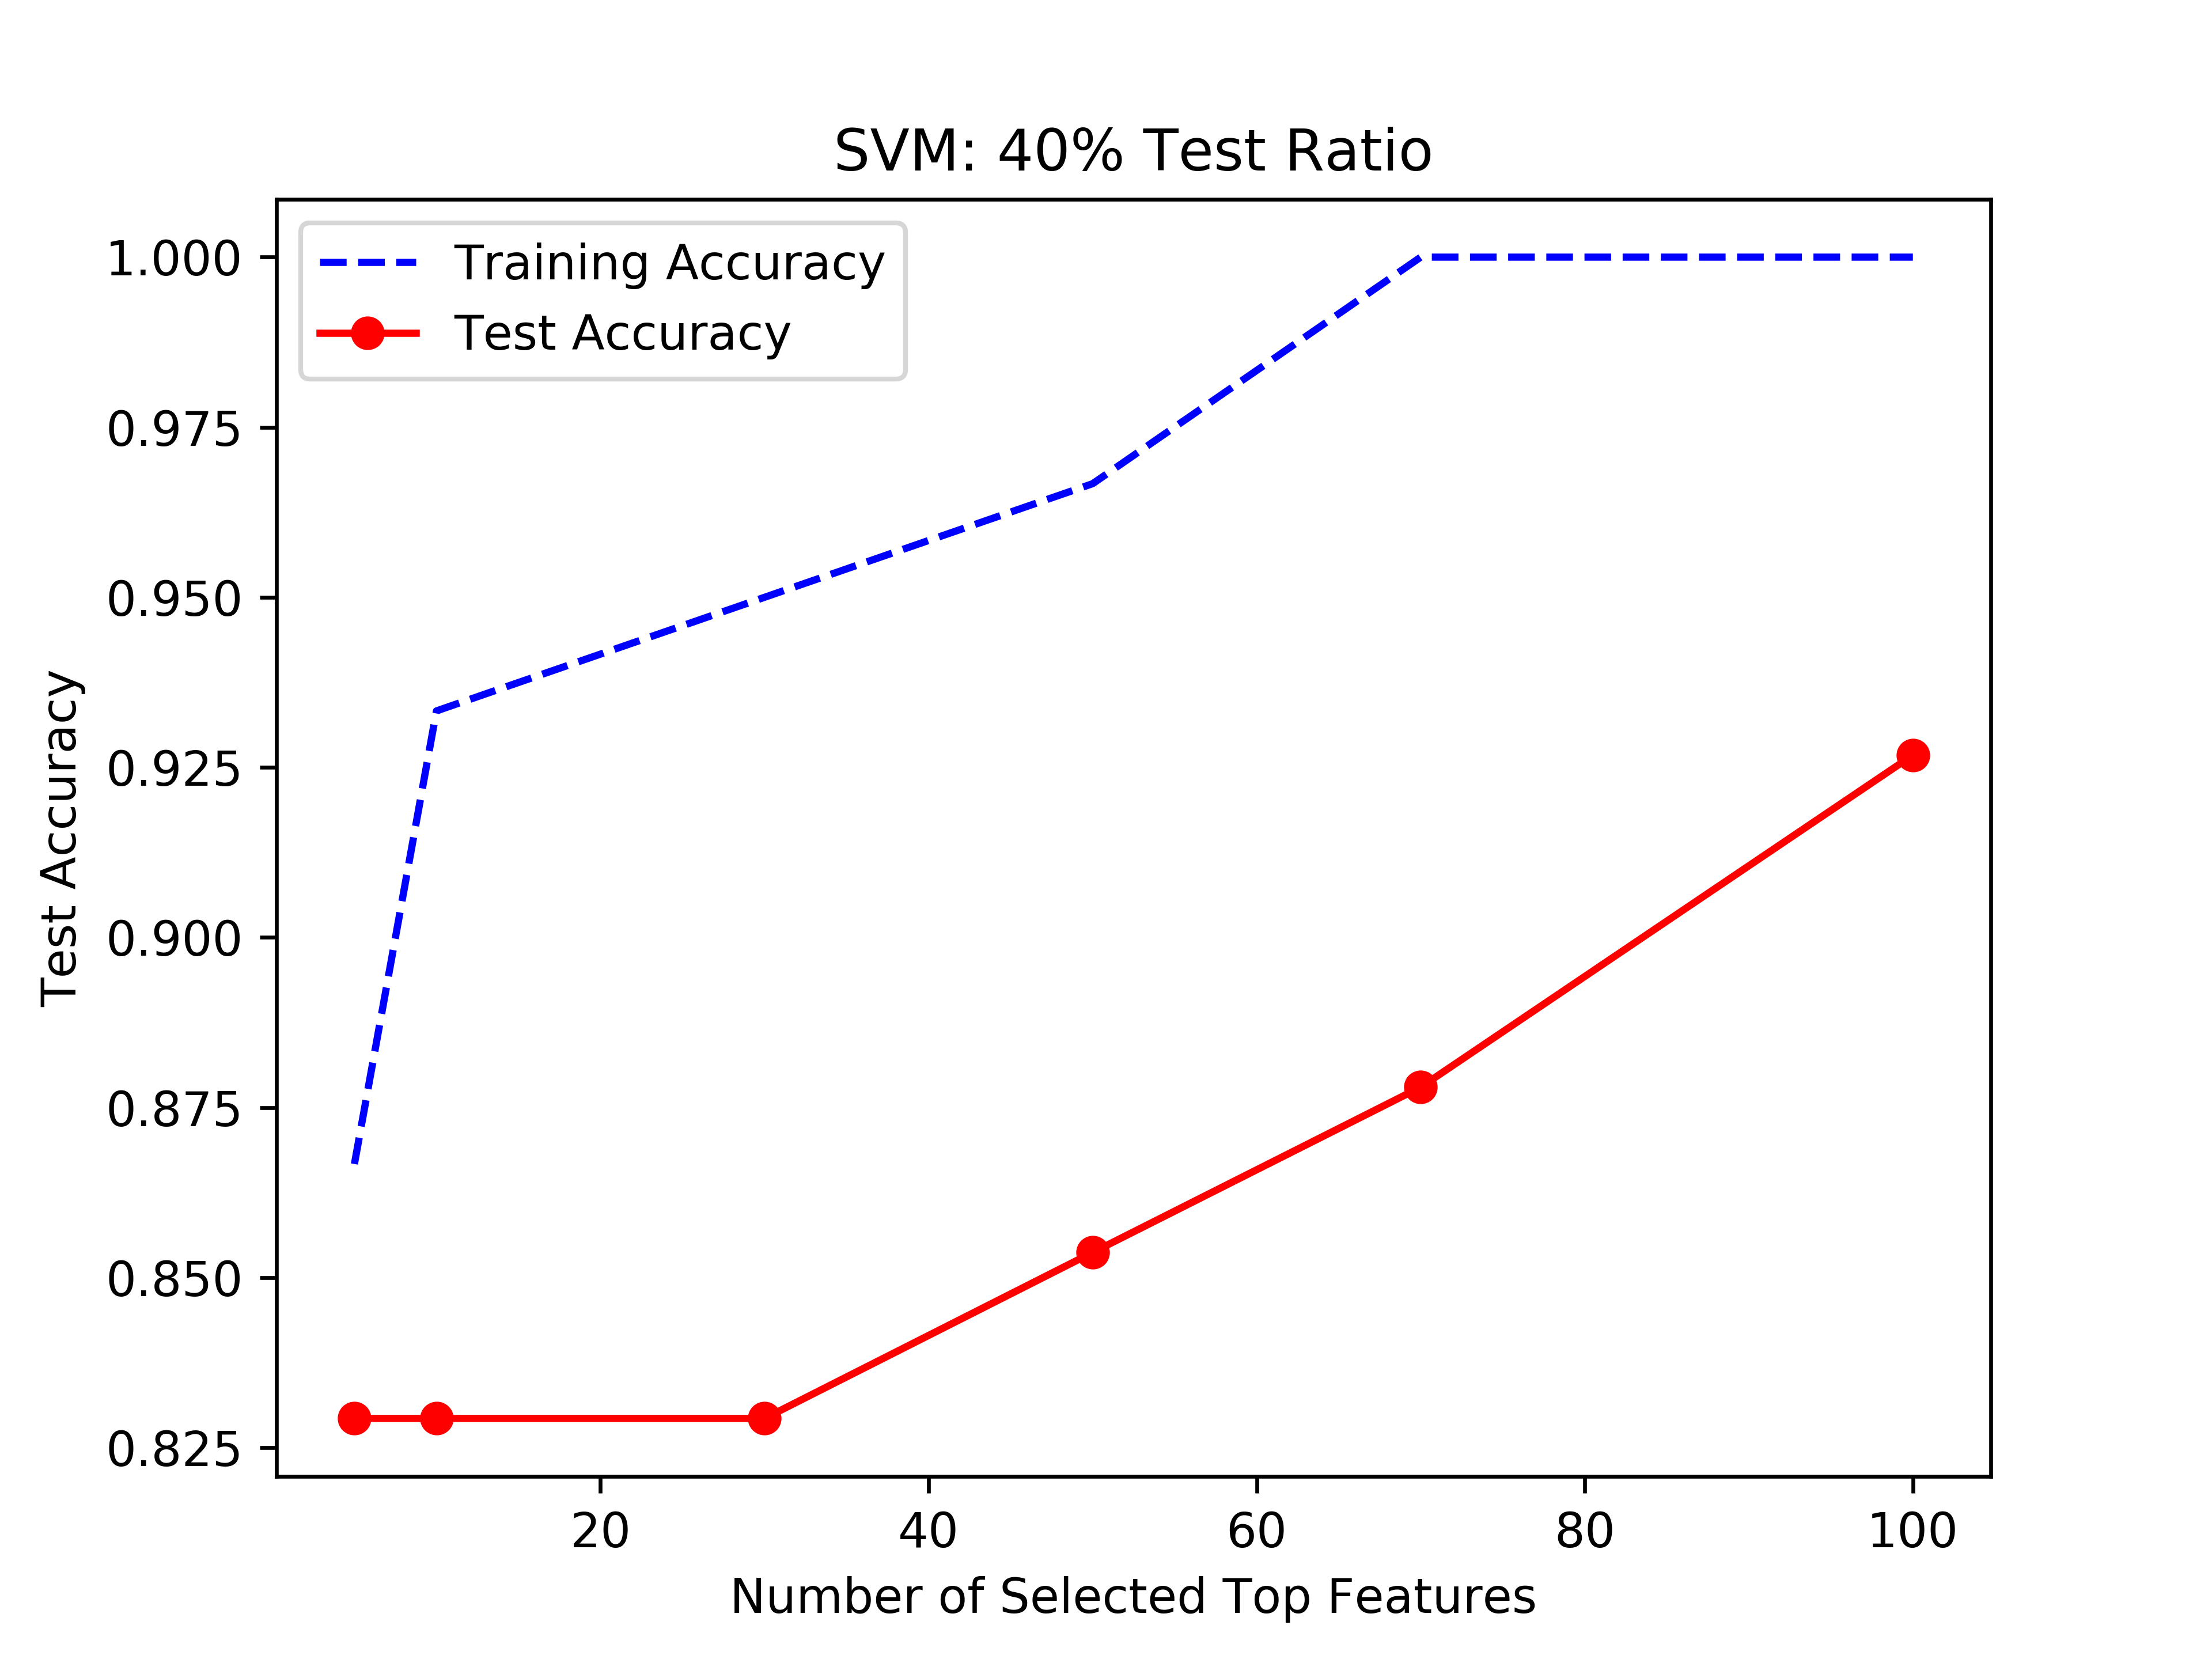 SVM: 40% Test Ratio
Training Accuracy
Test Accuracy
1.000
0.975
0.950
0.925
0.900
0.875
0.850
0.825
Test Accuracy
20 40 60 80 100
Number of Selected Top Features